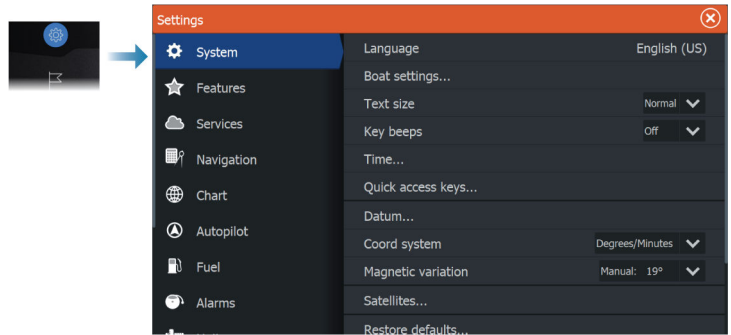 Settings
System
Features
Services
Navigation
Chart
Autopilot
Fuel
Alarms
Language English (US)
Boat settings...
Text size Normal
Key beeps Off
Time...
Quick access keys...
Datum...
Coord system Degrees/Minutes
Magnetic variation Manual: 19°
Satellites...
Restore defaults...